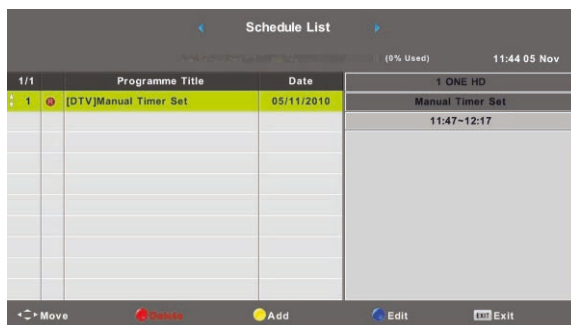 Schedule List
(0% Used) 11:44 05 Nov
1/1 Programme Title Date 1 ONE HD
1 R [DTV]Manual Timer Set 05/11/2010 Manual Timer Set
11:47~12:17
Move Delete Add Edit EXIT Exit